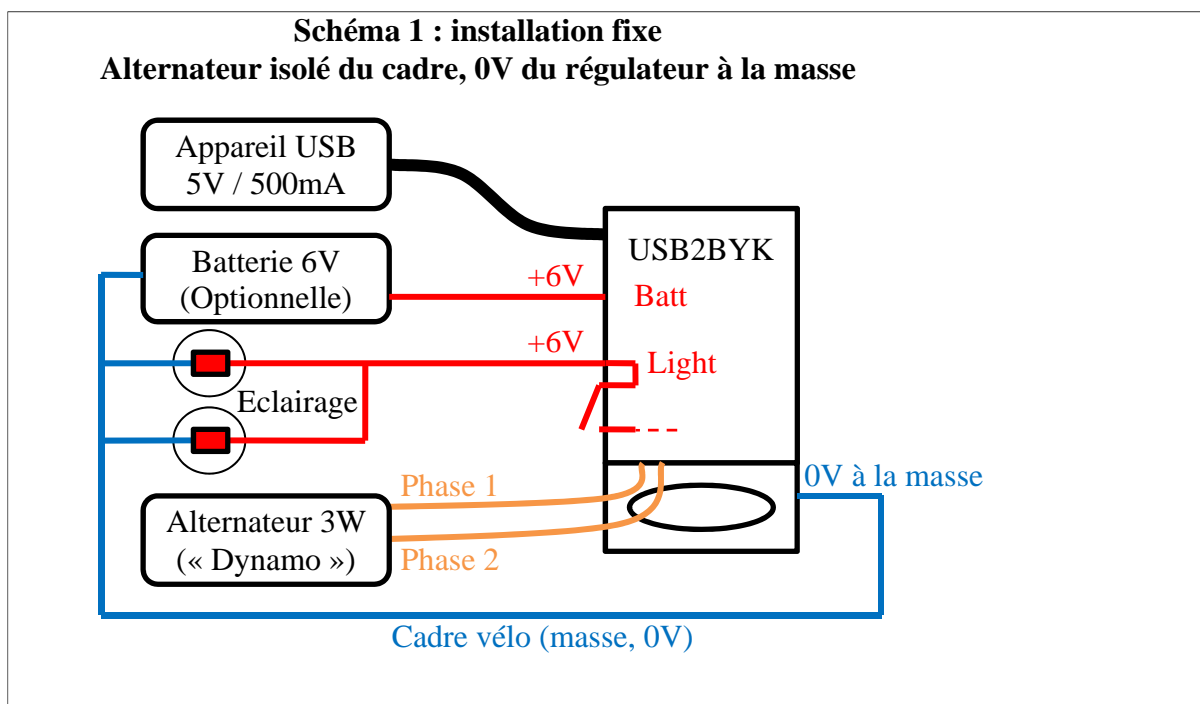 Schéma 1 : installation fixe
Alternateur isolé du cadre, 0V du régulateur à la masse
Appareil USB
5V / 500mA
USB2BYK
Batterie 6V
(Optionnelle)
+6V
Batt
+6V
Light
Eclairage
Phase 1
0V à la masse
Alternateur 3W
(« Dynamo »)
Phase 2
Cadre vélo (masse, 0V)